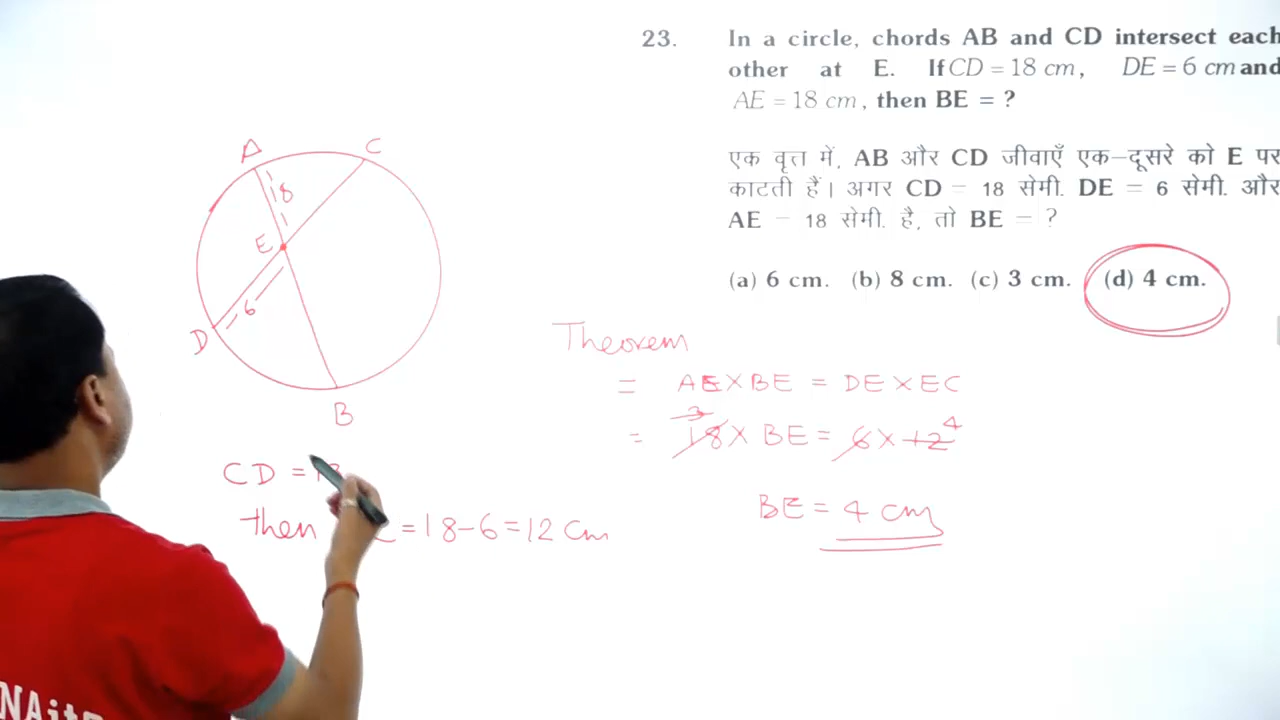 23. In a circle, chords AB and CD intersect each
other at E. If CD = 18 cm, DE = 6 cm and
AE = 18 cm, then BE = ?
एक वृत्त में, AB और CD जीवाएँ एक–दूसरे को E पर
काटती हैं। अगर CD – 18 सेमी. DE – 6 सेमी. और
AE – 18 सेमी. है, तो BE – ?
(a) 6 cm. (b) 8 cm. (c) 3 cm. (d) 4 cm.
A C
18
E
6
D
B
Theorem
= AE × BE = DE × EC
3 4
= 18 × BE = 6 × 12
BE = 4 cm
CD =
then = 18 – 6 = 12 cm